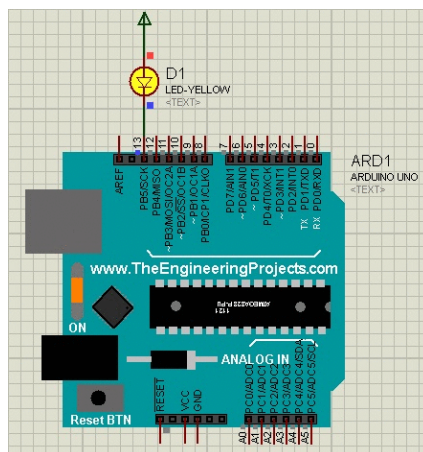 D1
LED-YELLOW
<TEXT>
ARD1
ARDUINO UNO
<TEXT>
13
12
11
10
9
8
7
6
5
4
3
2
1
0
AREF
PB5/SCK
PB4/MISO
~PB3/MOSI/OC2A
~PB2/SS/OC1B
~PB1/OC1A
PB0/ICP1/CLKO
PD7/AIN1
~PD6/AIN0
~PD5/T1
PD4/T0/XCK
~PD3/INT1
PD2/INT0
TX PD1/TXD
RX PD0/RXD
www.TheEngineeringProjects.com
ON
1121
ANALOG IN
Reset BTN
RESET
VCC
GND
PC0/ADC0
PC1/ADC1
PC2/ADC2
PC3/ADC3
PC4/ADC4/SDA
PC5/ADC5/SCL
A0
A1
A2
A3
A4
A5